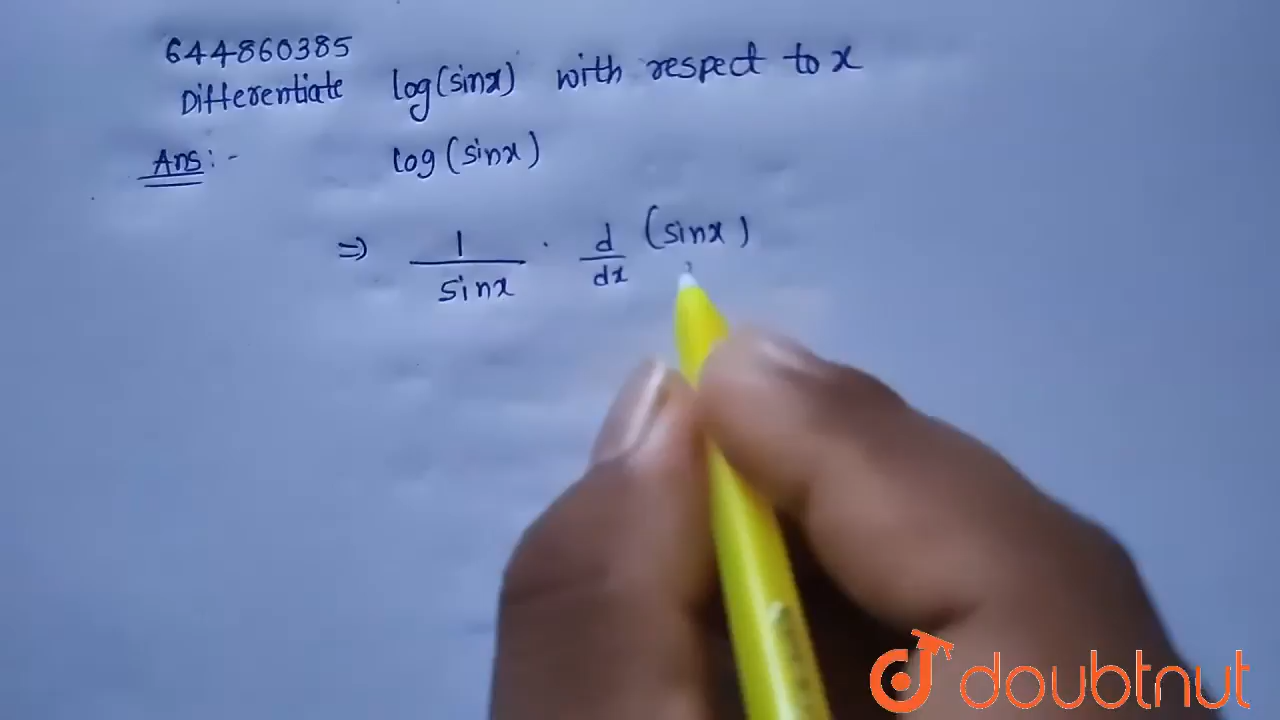 644860385
Differentiate log(sinx) with respect to x
Ans:- log(sinx)
⇒ 1/sinx · d/dx (sinx)
doubtnut